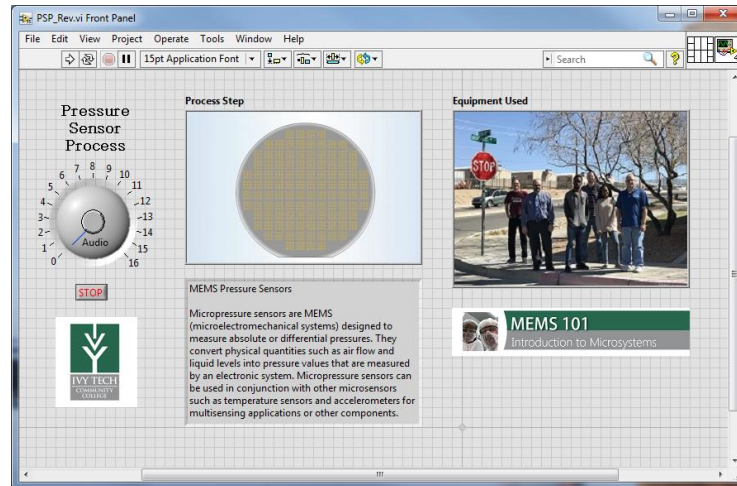 PSP_Rev.vi Front Panel
File Edit View Project Operate Tools Window Help
15pt Application Font
Search
Pressure
Sensor
Process
0 1 2 3 4 5 6 7 8 9 10 11 12 13 14 15 16
Audio
STOP
IVY TECH
COMMUNITY
COLLEGE
Process Step
MEMS Pressure Sensors
Micropressure sensors are MEMS
(microelectromechanical systems) designed to
measure absolute or differential pressures. They
convert physical quantities such as air flow and
liquid levels into pressure values that are measured
by an electronic system. Micropressure sensors can
be used in conjunction with other microsensors
such as temperature sensors and accelerometers for
multisensing applications or other components.
Equipment Used
STOP
MEMS 101
Introduction to Microsystems